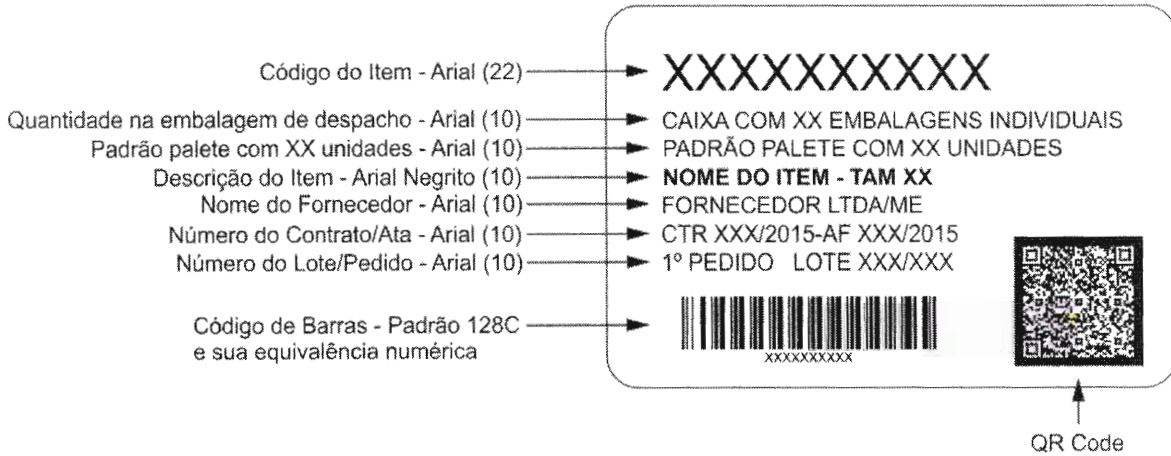 Código do Item - Arial (22)
XXXXXXXXXX
Quantidade na embalagem de despacho - Arial (10)
CAIXA COM XX EMBALAGENS INDIVIDUAIS
Padrão palete com XX unidades - Arial (10)
PADRÃO PALETE COM XX UNIDADES
Descrição do Item - Arial Negrito (10)
NOME DO ITEM - TAM XX
Nome do Fornecedor - Arial (10)
FORNECEDOR LTDA/ME
Número do Contrato/Ata - Arial (10)
CTR XXX/2015-AF XXX/2015
Número do Lote/Pedido - Arial (10)
1º PEDIDO LOTE XXX/XXX
Código de Barras - Padrão 128C
e sua equivalência numérica
XXXXXXXXXX
QR Code